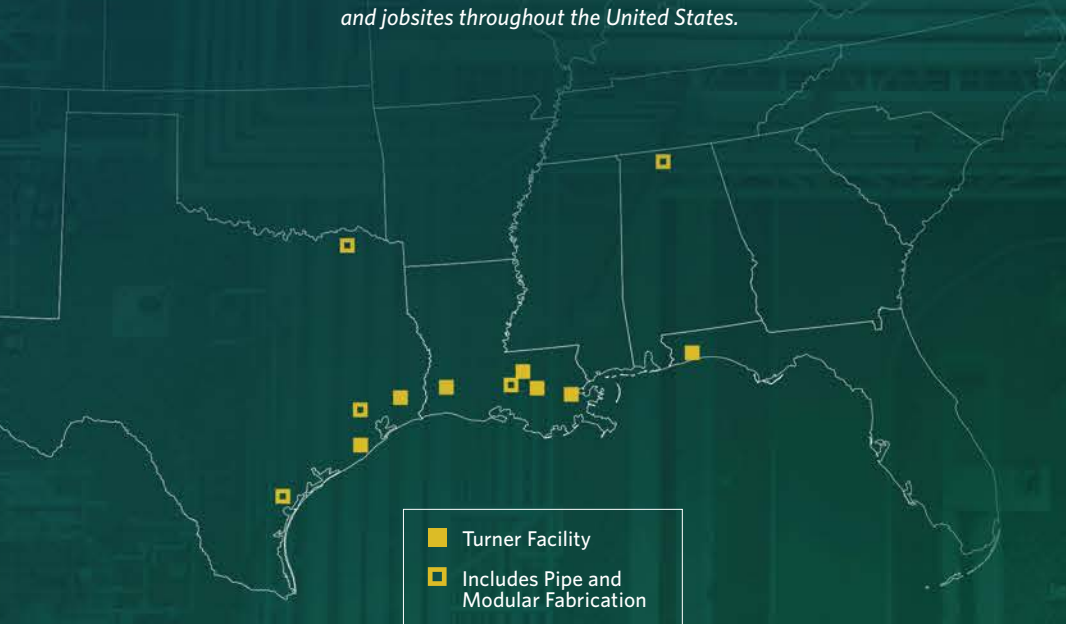 and jobsites throughout the United States.
Turner Facility
Includes Pipe and
Modular Fabrication